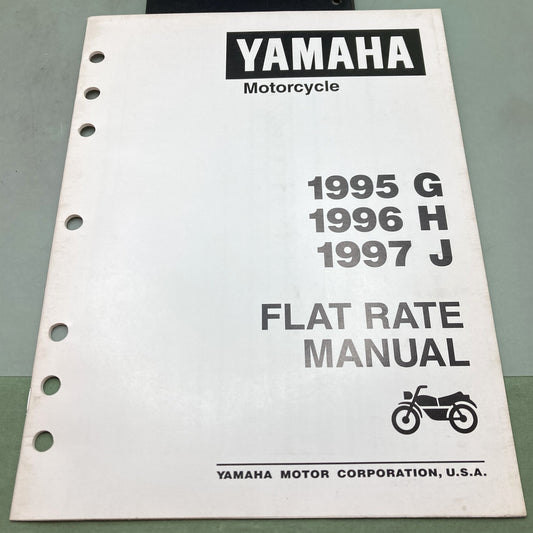 YAMAHA
Motorcycle
1995 G
1996 H
1997 J
FLAT RATE
MANUAL
YAMAHA MOTOR CORPORATION, U.S.A.